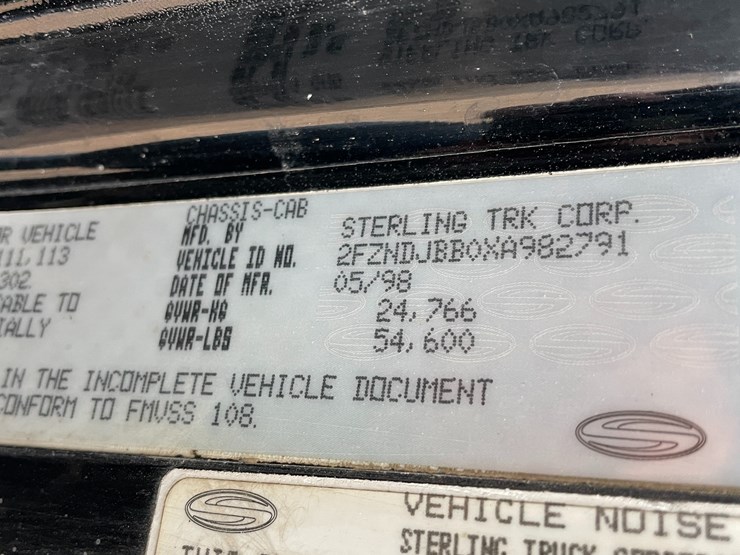 CHASSIS-CAB
R VEHICLE MFD. BY STERLING TRK CORP.
111, 113 VEHICLE ID NO. 2FZNDJBB0XA982791
302 DATE OF MFR. 05/98
ABLE TO GVWR-KG 24,766
IALLY GVWR-LBS 54,600
IN THE INCOMPLETE VEHICLE DOCUMENT
CONFORM TO FMVSS 108.
VEHICLE NOISE
STERLING TRUCK